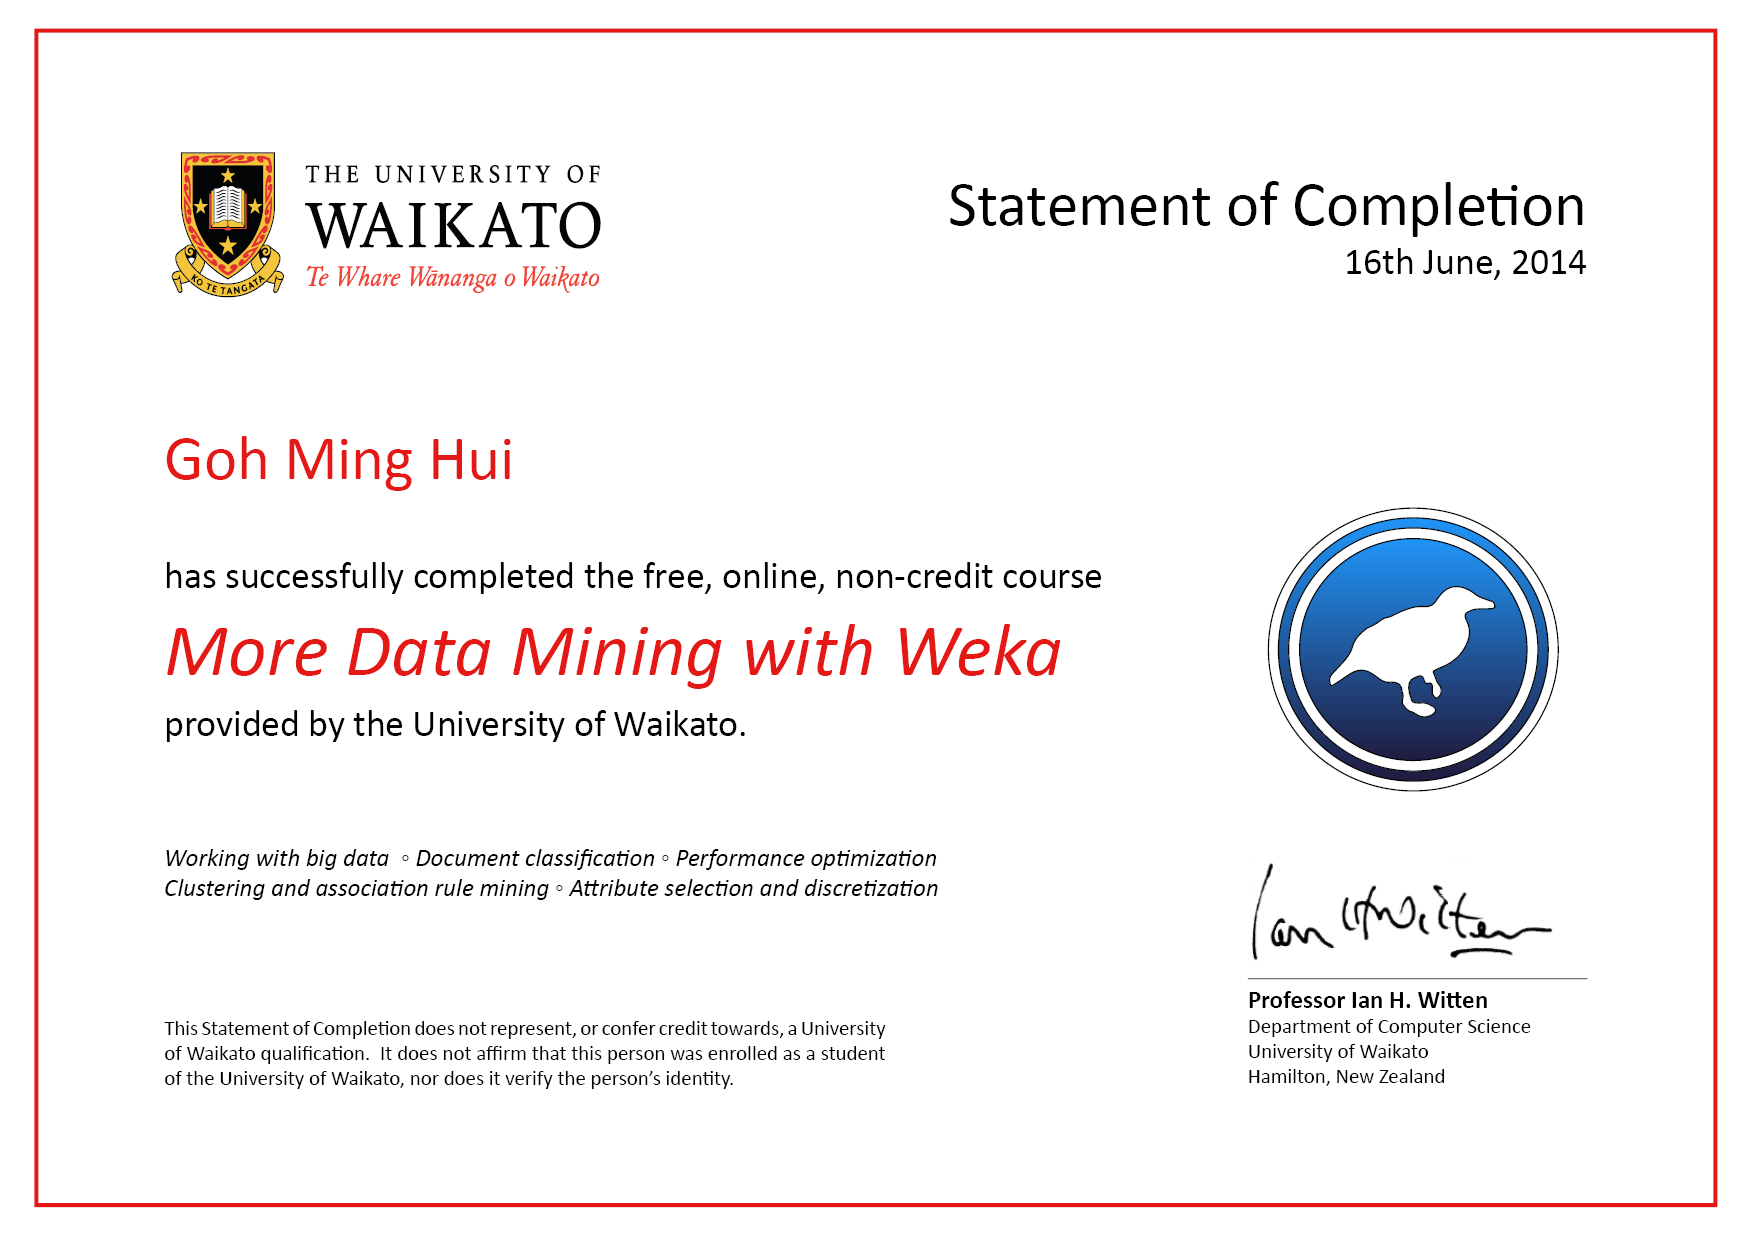 THE UNIVERSITY OF
WAIKATO
Te Whare Wānanga o Waikato
KO TE TANGATA
Statement of Completion
16th June, 2014
Goh Ming Hui
has successfully completed the free, online, non-credit course
More Data Mining with Weka
provided by the University of Waikato.
Working with big data ◦ Document classification ◦ Performance optimization
Clustering and association rule mining ◦ Attribute selection and discretization
This Statement of Completion does not represent, or confer credit towards, a University
of Waikato qualification. It does not affirm that this person was enrolled as a student
of the University of Waikato, nor does it verify the person's identity.
Ian H Witten
Professor Ian H. Witten
Department of Computer Science
University of Waikato
Hamilton, New Zealand